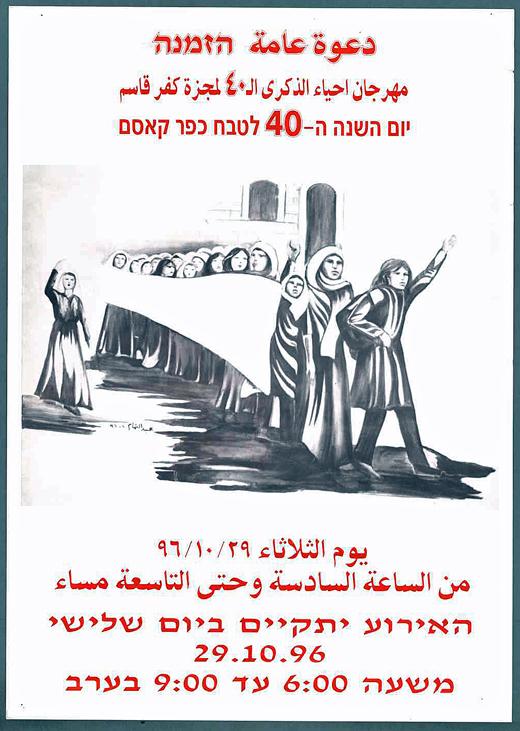 دعوة عامة הזמנה
مهرجان احياء الذكرى الـ٤٠ لمجزرة كفر قاسم
יום השנה ה-40 לטבח כפר קאסם
يوم الثلاثاء ٩٦/١٠/٢٩
من الساعة السادسة وحتى التاسعة مساء
האירוע יתקיים ביום שלישי
29.10.96
משעה 6:00 עד 9:00 בערב